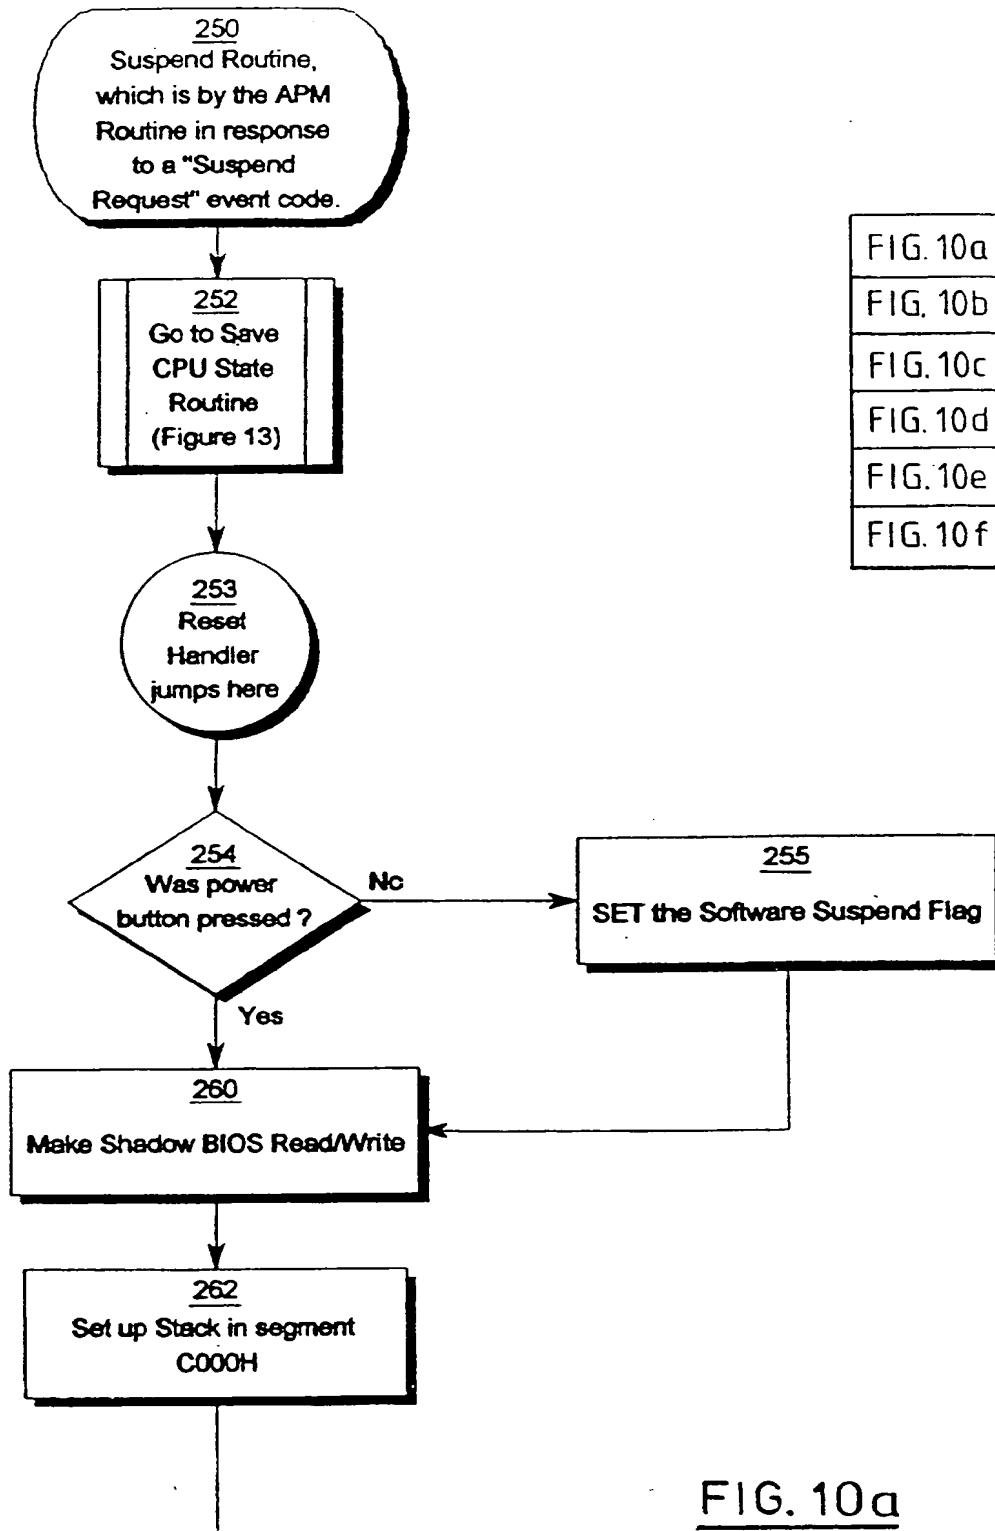 250
Suspend Routine,
which is by the APM
Routine in response
to a "Suspend
Request" event code.
252
Go to Save
CPU State
Routine
(Figure 13)
253
Reset
Handler
jumps here
254
Was power
button pressed ?
No
Yes
255
SET the Software Suspend Flag
260
Make Shadow BIOS Read/Write
262
Set up Stack in segment
C000H
FIG. 10a
FIG. 10b
FIG. 10c
FIG. 10d
FIG. 10e
FIG. 10f
FIG. 10a